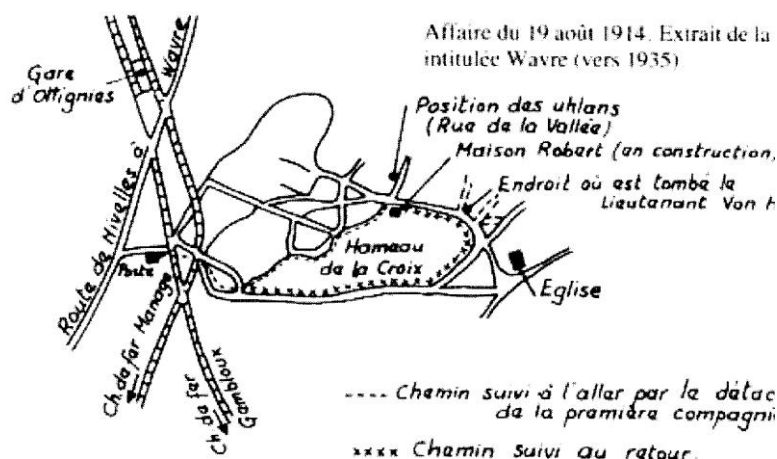 Affaire du 19 août 1914. Extrait de la
intitulée Wavre (vers 1935)
Gare
d'Ottignies
Route de Nivelles à Wavre
Position des uhlans
(Rue de la Vallée)
Maison Robert (en construction)
Endroit où est tombé le
Lieutenant Von H
Hameau
de la Croix
Poste
Eglise
Ch. de fer Manage
Ch. de fer
Gembloux
---- Chemin suivi à l'aller par le détac
de la première compagnie
xxxx Chemin suivi au retour.